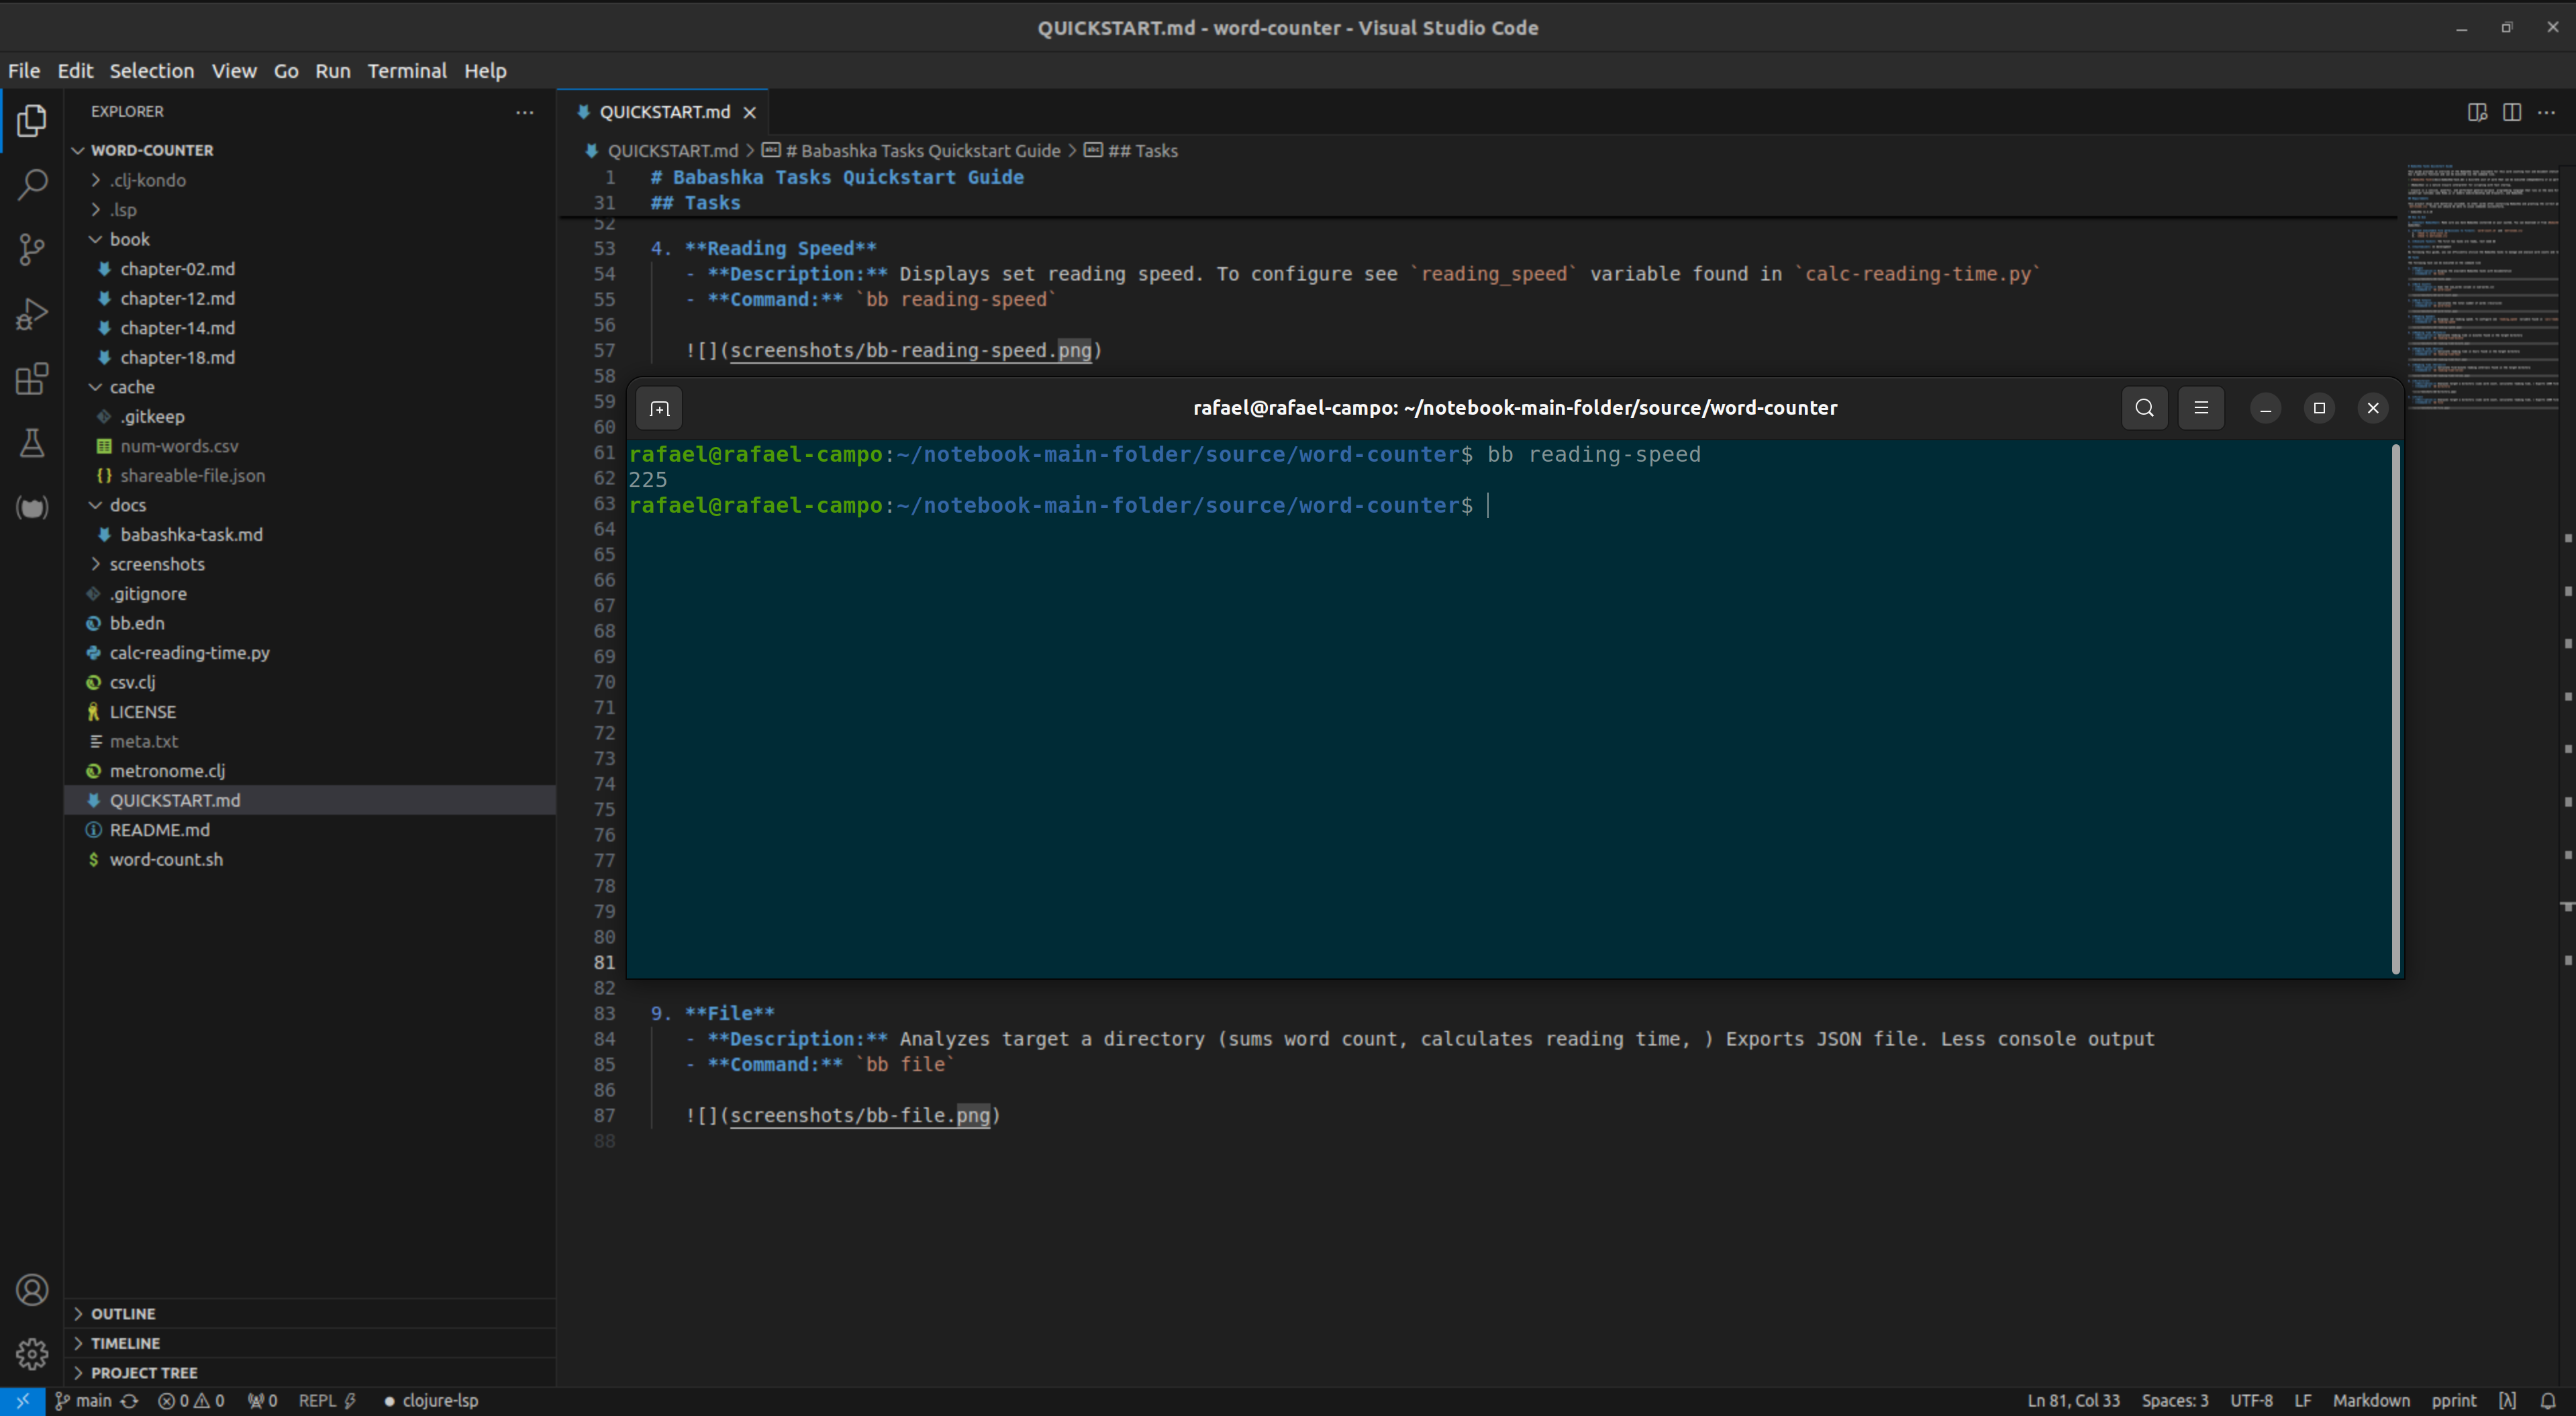 QUICKSTART.md - word-counter - Visual Studio Code
File Edit Selection View Go Run Terminal Help
EXPLORER
WORD-COUNTER
.clj-kondo
.lsp
book
chapter-02.md
chapter-12.md
chapter-14.md
chapter-18.md
cache
.gitkeep
num-words.csv
shareable-file.json
docs
babashka-task.md
screenshots
.gitignore
bb.edn
calc-reading-time.py
csv.clj
LICENSE
meta.txt
metronome.clj
QUICKSTART.md
README.md
word-count.sh
OUTLINE
TIMELINE
PROJECT TREE
QUICKSTART.md
QUICKSTART.md > # Babashka Tasks Quickstart Guide > ## Tasks
1 # Babashka Tasks Quickstart Guide
31 ## Tasks
52
53 4. **Reading Speed**
54 - **Description:** Displays set reading speed. To configure see `reading_speed` variable found in `calc-reading-time.py`
55 - **Command:** `bb reading-speed`
56
57 ![](screenshots/bb-reading-speed.png)
58
59
60
61
62
63
64
65
66
67
68
69
70
71
72
73
74
75
76
77
78
79
80
81
82
83 9. **File**
84 - **Description:** Analyzes target a directory (sums word count, calculates reading time, ) Exports JSON file. Less console output
85 - **Command:** `bb file`
86
87 ![](screenshots/bb-file.png)
88
rafael@rafael-campo: ~/notebook-main-folder/source/word-counter
rafael@rafael-campo:~/notebook-main-folder/source/word-counter$ bb reading-speed
225
rafael@rafael-campo:~/notebook-main-folder/source/word-counter$
main 0 0 0 REPL clojure-lsp Ln 81, Col 33 Spaces: 3 UTF-8 LF Markdown pprint [λ]